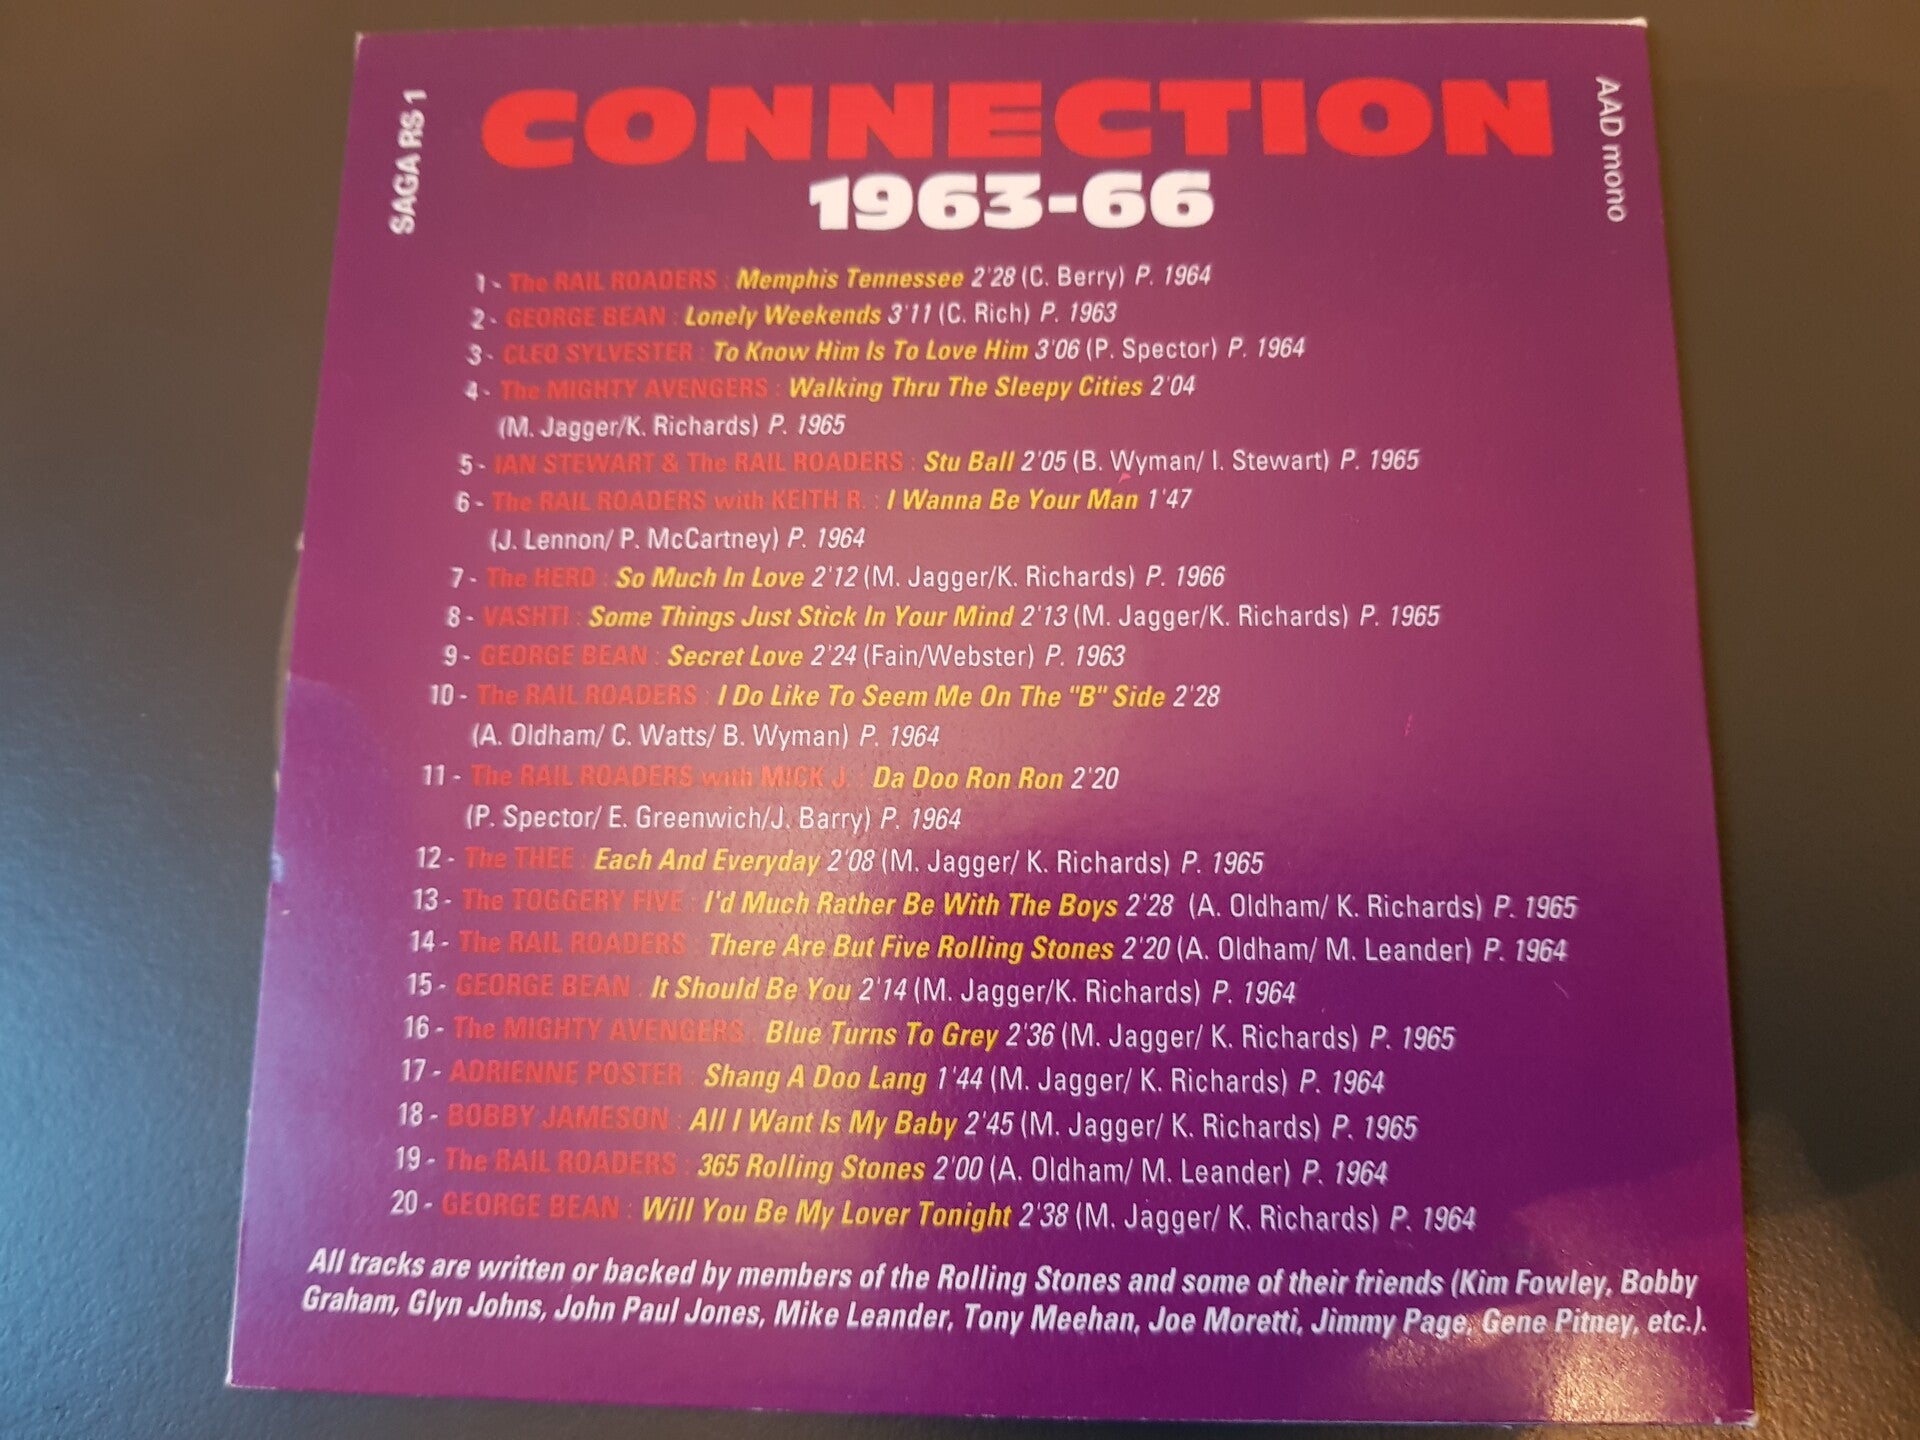 SAGA RS 1
CONNECTION
AAD mono
1963-66
1- The RAIL ROADERS : Memphis Tennessee 2'28 (C. Berry) P. 1964
2- GEORGE BEAN : Lonely Weekends 3'11 (C. Rich) P. 1963
3- CLEO SYLVESTER : To Know Him Is To Love Him 3'06 (P. Spector) P. 1964
4- The MIGHTY AVENGERS : Walking Thru The Sleepy Cities 2'04
(M. Jagger/K. Richards) P. 1965
5- IAN STEWART & The RAIL ROADERS : Stu Ball 2'05 (B. Wyman/ I. Stewart) P. 1965
6- The RAIL ROADERS with KEITH R. : I Wanna Be Your Man 1'47
(J. Lennon/ P. McCartney) P. 1964
7- The HERD : So Much In Love 2'12 (M. Jagger/K. Richards) P. 1966
8- VASHTI : Some Things Just Stick In Your Mind 2'13 (M. Jagger/K. Richards) P. 1965
9- GEORGE BEAN : Secret Love 2'24 (Fain/Webster) P. 1963
10- The RAIL ROADERS : I Do Like To Seem Me On The "B" Side 2'28
(A. Oldham/ C. Watts/ B. Wyman) P. 1964
11- The RAIL ROADERS with MICK J. : Da Doo Ron Ron 2'20
(P. Spector/ E. Greenwich/J. Barry) P. 1964
12- The THEE : Each And Everyday 2'08 (M. Jagger/ K. Richards) P. 1965
13- The TOGGERY FIVE : I'd Much Rather Be With The Boys 2'28 (A. Oldham/ K. Richards) P. 1965
14- The RAIL ROADERS : There Are But Five Rolling Stones 2'20 (A. Oldham/ M. Leander) P. 1964
15- GEORGE BEAN : It Should Be You 2'14 (M. Jagger/K. Richards) P. 1964
16- The MIGHTY AVENGERS : Blue Turns To Grey 2'36 (M. Jagger/ K. Richards) P. 1965
17- ADRIENNE POSTER : Shang A Doo Lang 1'44 (M. Jagger/ K. Richards) P. 1964
18- BOBBY JAMESON : All I Want Is My Baby 2'45 (M. Jagger/ K. Richards) P. 1965
19- The RAIL ROADERS : 365 Rolling Stones 2'00 (A. Oldham/ M. Leander) P. 1964
20- GEORGE BEAN : Will You Be My Lover Tonight 2'38 (M. Jagger/ K. Richards) P. 1964
All tracks are written or backed by members of the Rolling Stones and some of their friends (Kim Fowley, Bobby
Graham, Glyn Johns, John Paul Jones, Mike Leander, Tony Meehan, Joe Moretti, Jimmy Page, Gene Pitney, etc.).